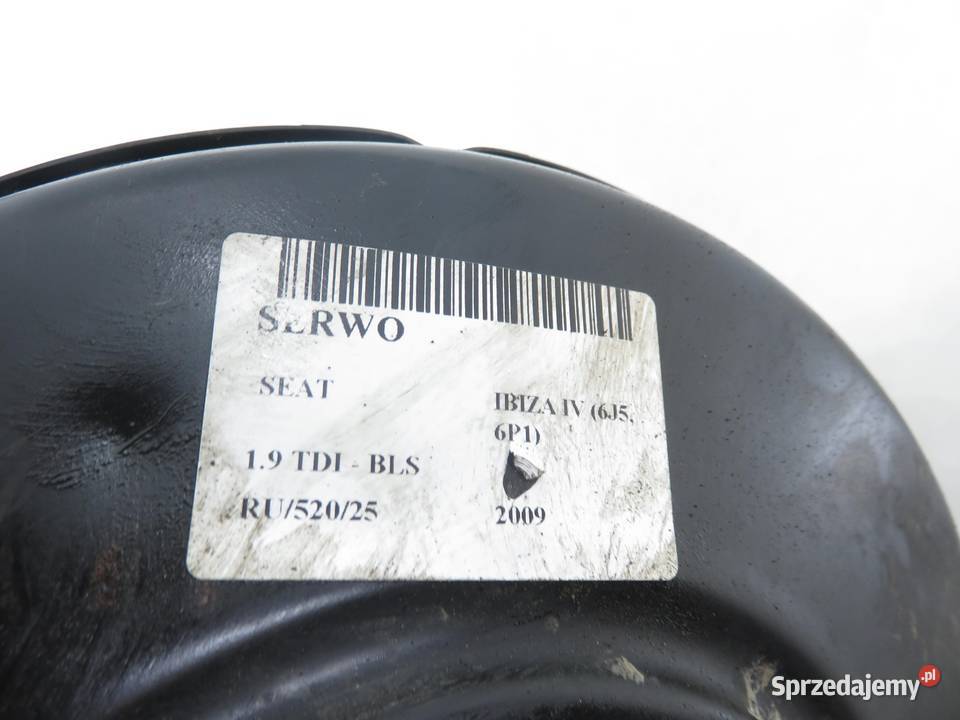 SERWO
SEAT
IBIZA IV (6J5,
6P1)
1.9 TDI - BLS
RU/520/25
2009
Sprzedajemy.pl